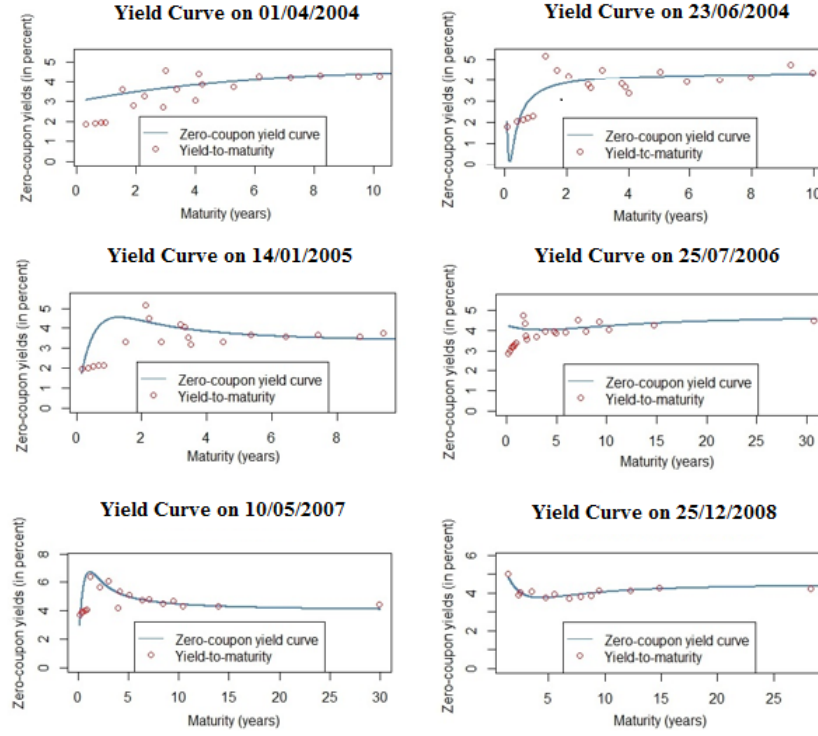 Yield Curve on 01/04/2004
Zero-coupon yields (in percent)
5
4
3
2
1
0
Zero-coupon yield curve
Yield-to-maturity
0 2 4 6 8 10
Maturity (years)
Yield Curve on 23/06/2004
Zero-coupon yields (in percent)
5
4
3
2
1
0
Zero-coupon yield curve
Yield-tc-maturity
0 2 4 6 8 10
Maturity (years)
Yield Curve on 14/01/2005
Zero-coupon yields (in percent)
5
4
3
2
1
0
Zero-coupon yield curve
Yield-to-maturity
0 2 4 6 8
Maturity (years)
Yield Curve on 25/07/2006
Zero-coupon yields (in percent)
5
4
3
2
1
0
Zero-coupon yield curve
Yield-to-maturity
0 5 10 15 20 25 30
Maturity (years)
Yield Curve on 10/05/2007
Zero-coupon yields (in percent)
8
6
4
2
0
Zero-coupon yield curve
Yield-to-maturity
0 5 10 15 20 25 30
Maturity (years)
Yield Curve on 25/12/2008
Zero-coupon yields (in percent)
6
4
2
0
Zero-coupon yield curve
Yield-to-maturity
5 10 15 20 25
Maturity (years)